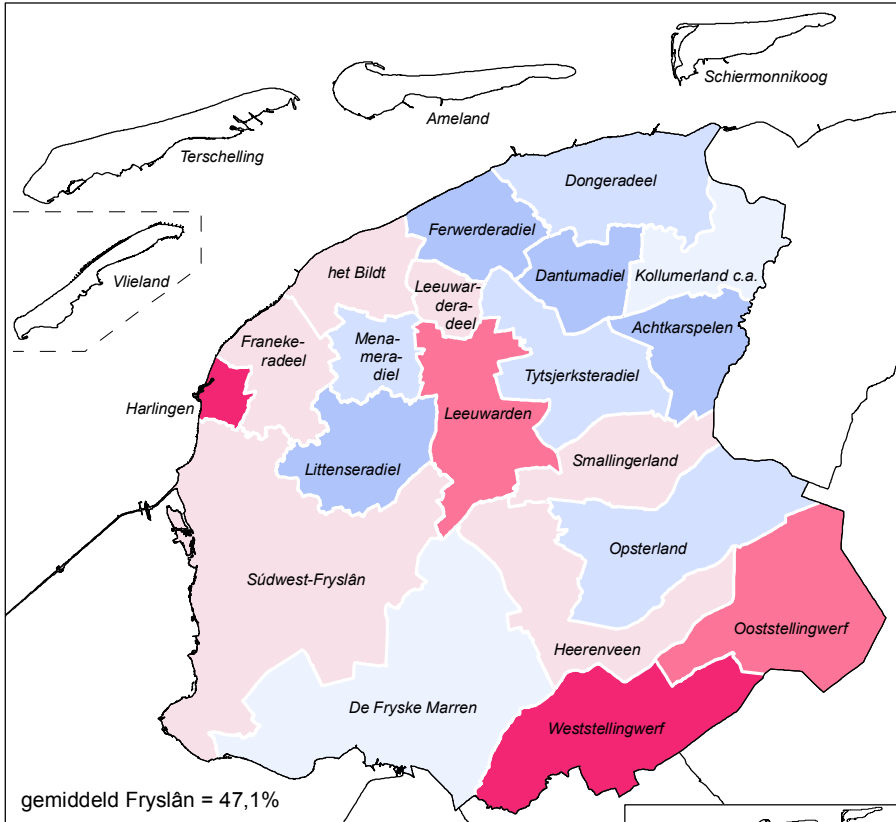 Schiermonnikoog
Ameland
Terschelling
Dongeradeel
Ferwerderadiel
het Bildt
Dantumadiel
Kollumerland c.a.
Vlieland
Leeuwar-
dera-
deel
Achtkarspelen
Franeke-
radeel
Mena-
mera-
diel
Tytsjerksteradiel
Harlingen
Leeuwarden
Littenseradiel
Smallingerland
Opsterland
Súdwest-Fryslân
Ooststellingwerf
Heerenveen
De Fryske Marren
Weststellingwerf
gemiddeld Fryslân = 47,1%